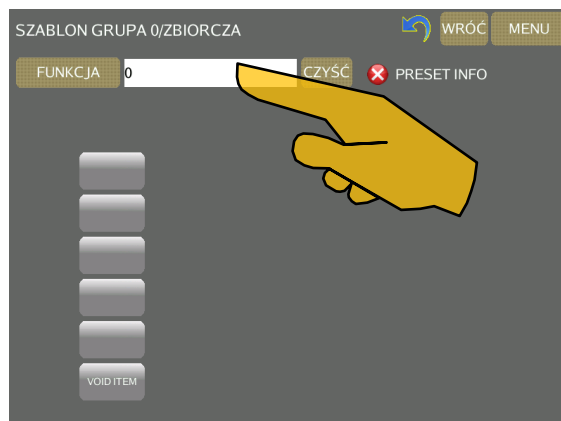 SZABLON GRUPA 0/ZBIORCZA WRÓĆ MENU
FUNKCJA 0 CZYŚĆ PRESET INFO
VOID ITEM